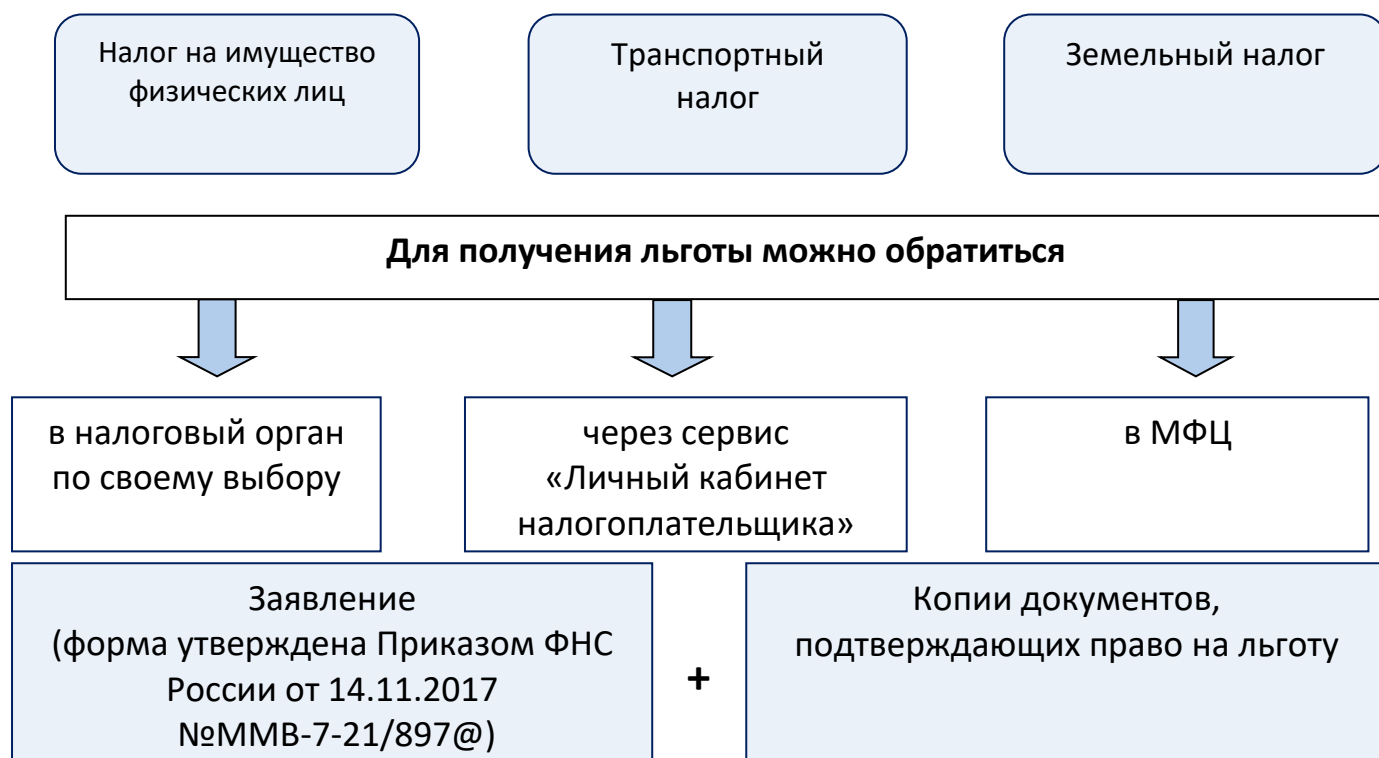 Налог на имущество
физических лиц
Транспортный
налог
Земельный налог
Для получения льготы можно обратиться
в налоговый орган
по своему выбору
через сервис
«Личный кабинет
налогоплательщика»
в МФЦ
Заявление
(форма утверждена Приказом ФНС
России от 14.11.2017
№ММВ-7-21/897@)
+
Копии документов,
подтверждающих право на льготу